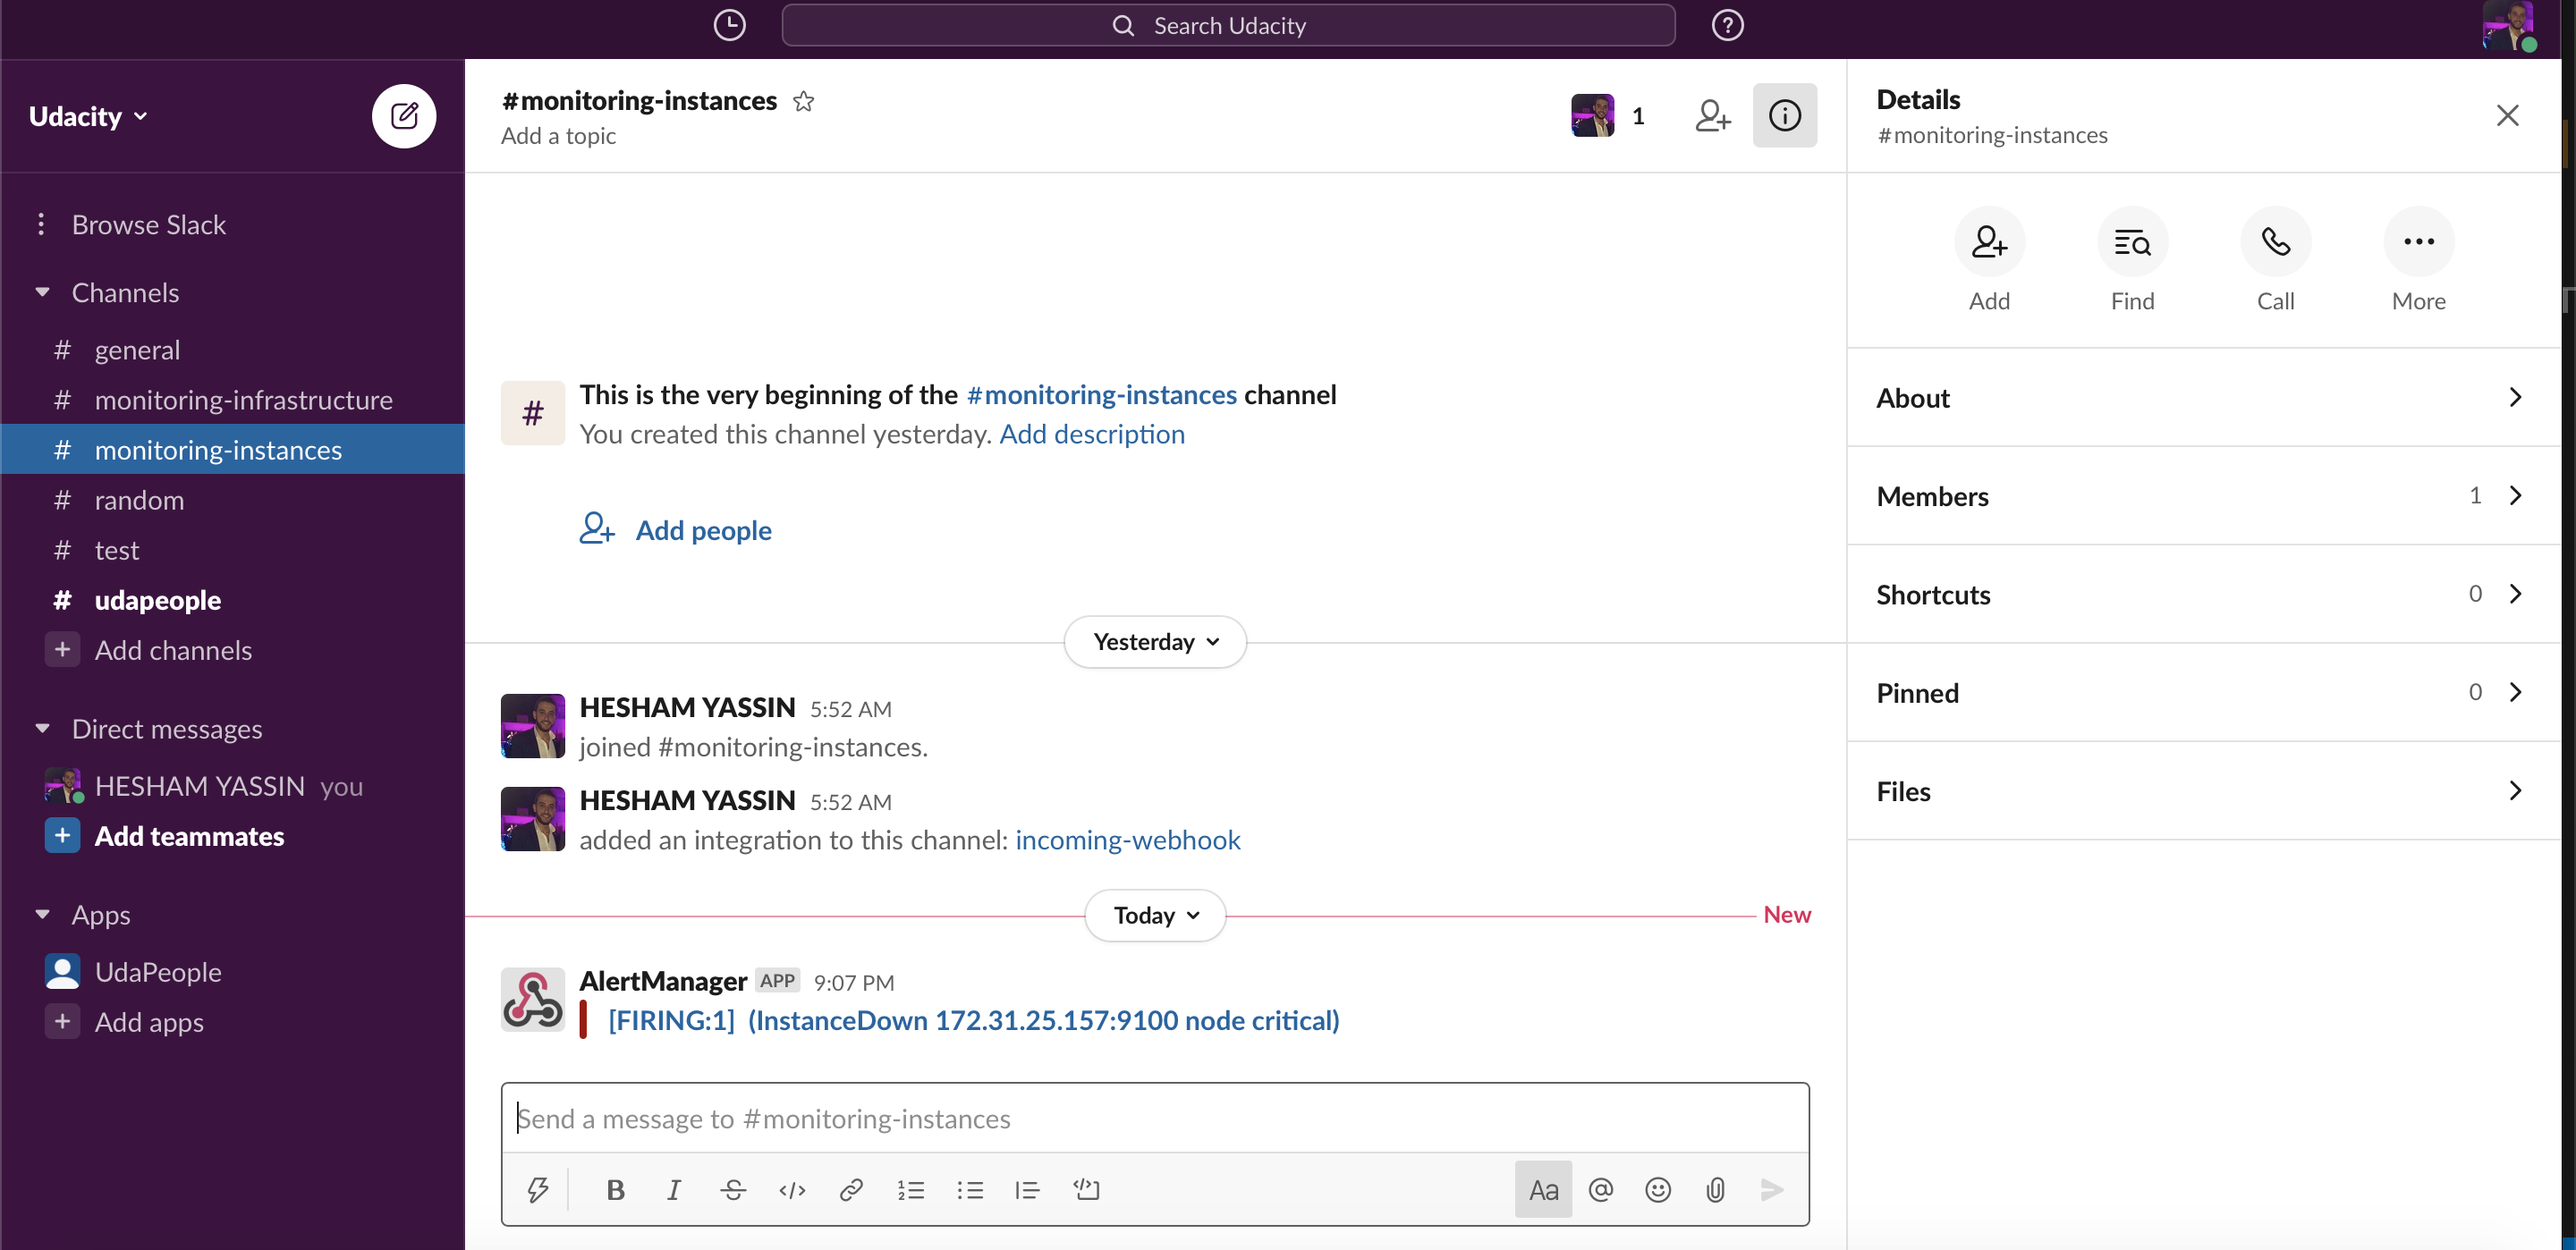 Search Udacity
Udacity
Browse Slack
Channels
# general
# monitoring-infrastructure
# monitoring-instances
# random
# test
# udapeople
+ Add channels
Direct messages
HESHAM YASSIN you
+ Add teammates
Apps
UdaPeople
+ Add apps
#monitoring-instances
Add a topic
1
# This is the very beginning of the #monitoring-instances channel
You created this channel yesterday. Add description
Add people
Yesterday
HESHAM YASSIN 5:52 AM
joined #monitoring-instances.
HESHAM YASSIN 5:52 AM
added an integration to this channel: incoming-webhook
Today
New
AlertManager APP 9:07 PM
[FIRING:1] (InstanceDown 172.31.25.157:9100 node critical)
Send a message to #monitoring-instances
B I S </> Aa @
Details
#monitoring-instances
Add Find Call More
About
Members 1
Shortcuts 0
Pinned 0
Files